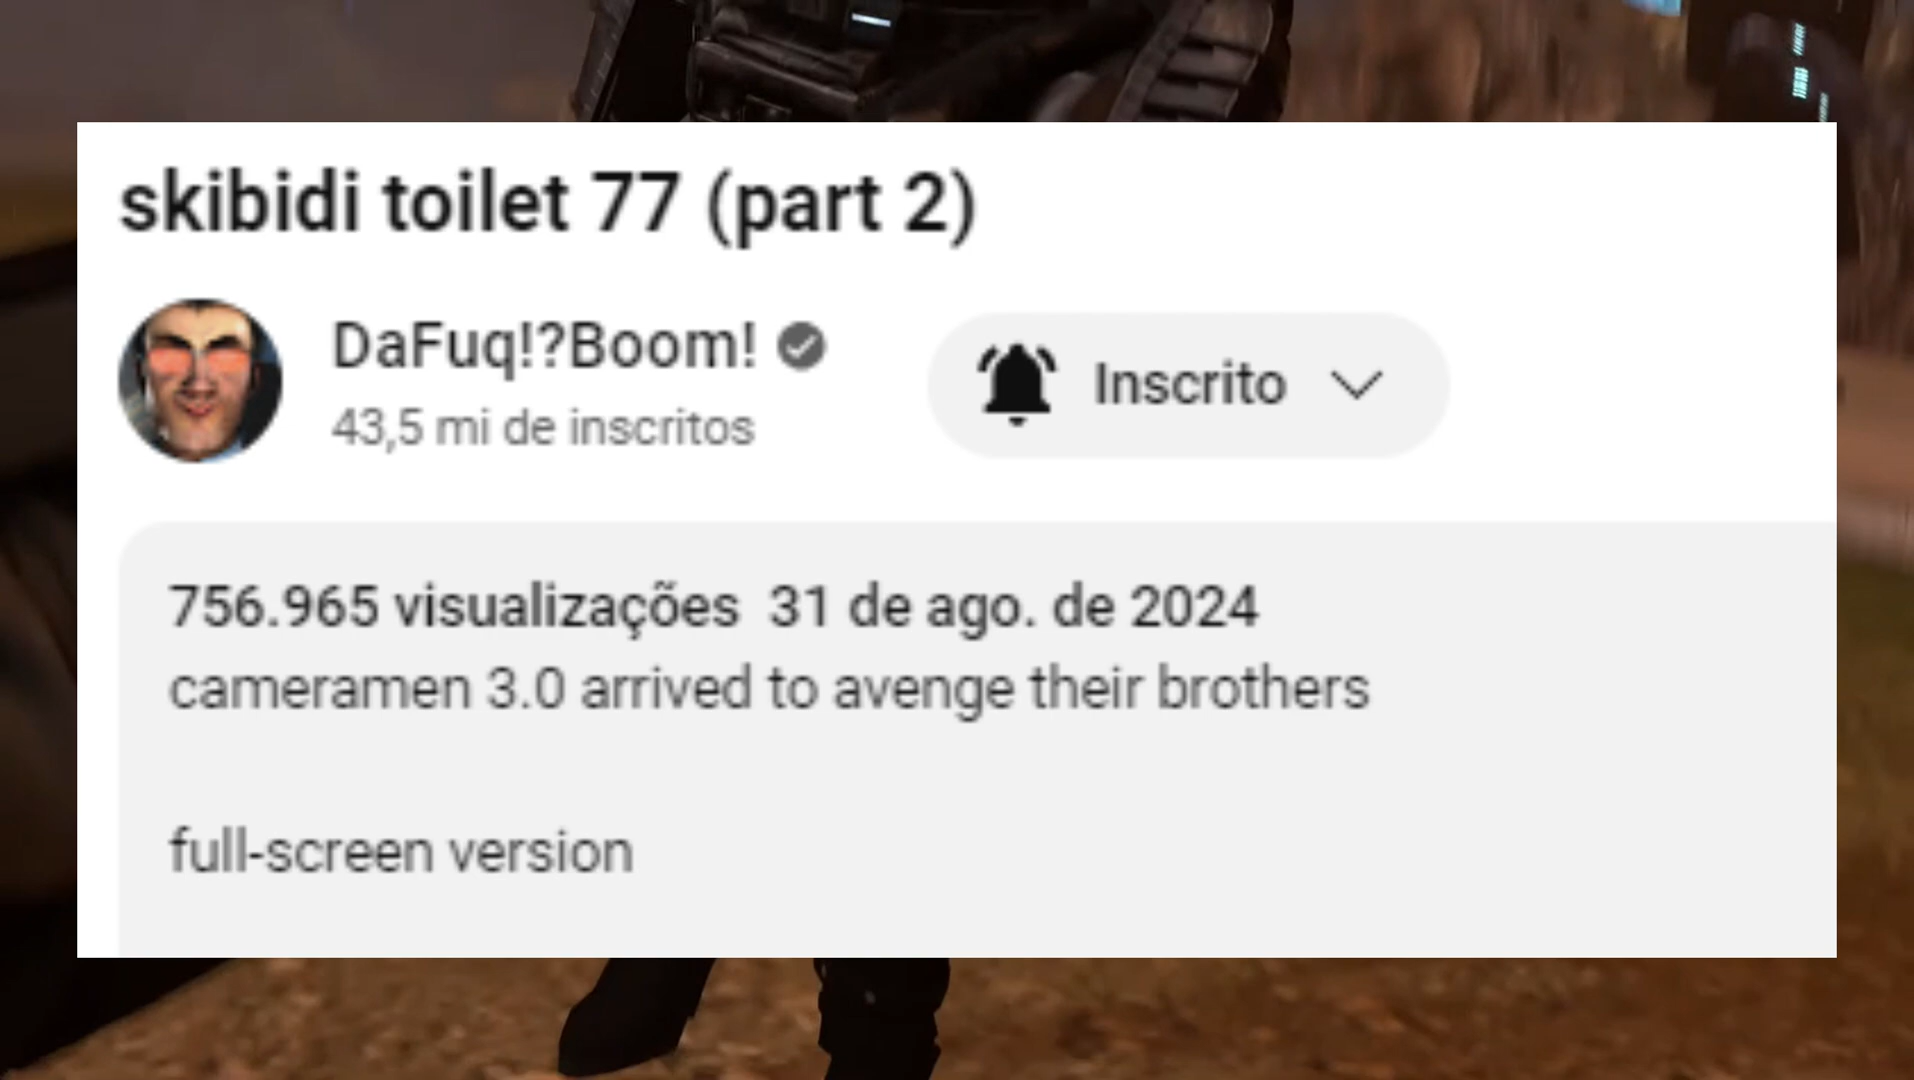 skibidi toilet 77 (part 2)
DaFuq!?Boom!
43,5 mi de inscritos
Inscrito
756.965 visualizações  31 de ago. de 2024
cameramen 3.0 arrived to avenge their brothers
full-screen version